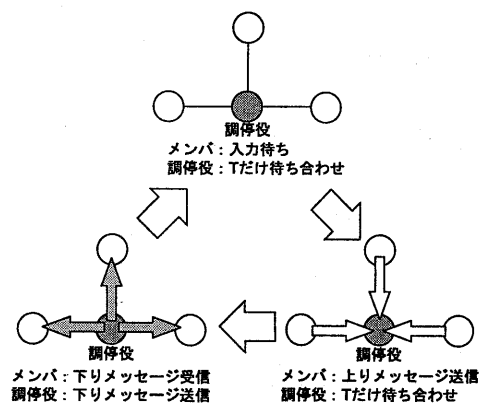 調停役
メンバ：入力待ち
調停役：Tだけ待ち合わせ
調停役
メンバ：下りメッセージ受信
調停役：下りメッセージ送信
調停役
メンバ：上りメッセージ送信
調停役：Tだけ待ち合わせ